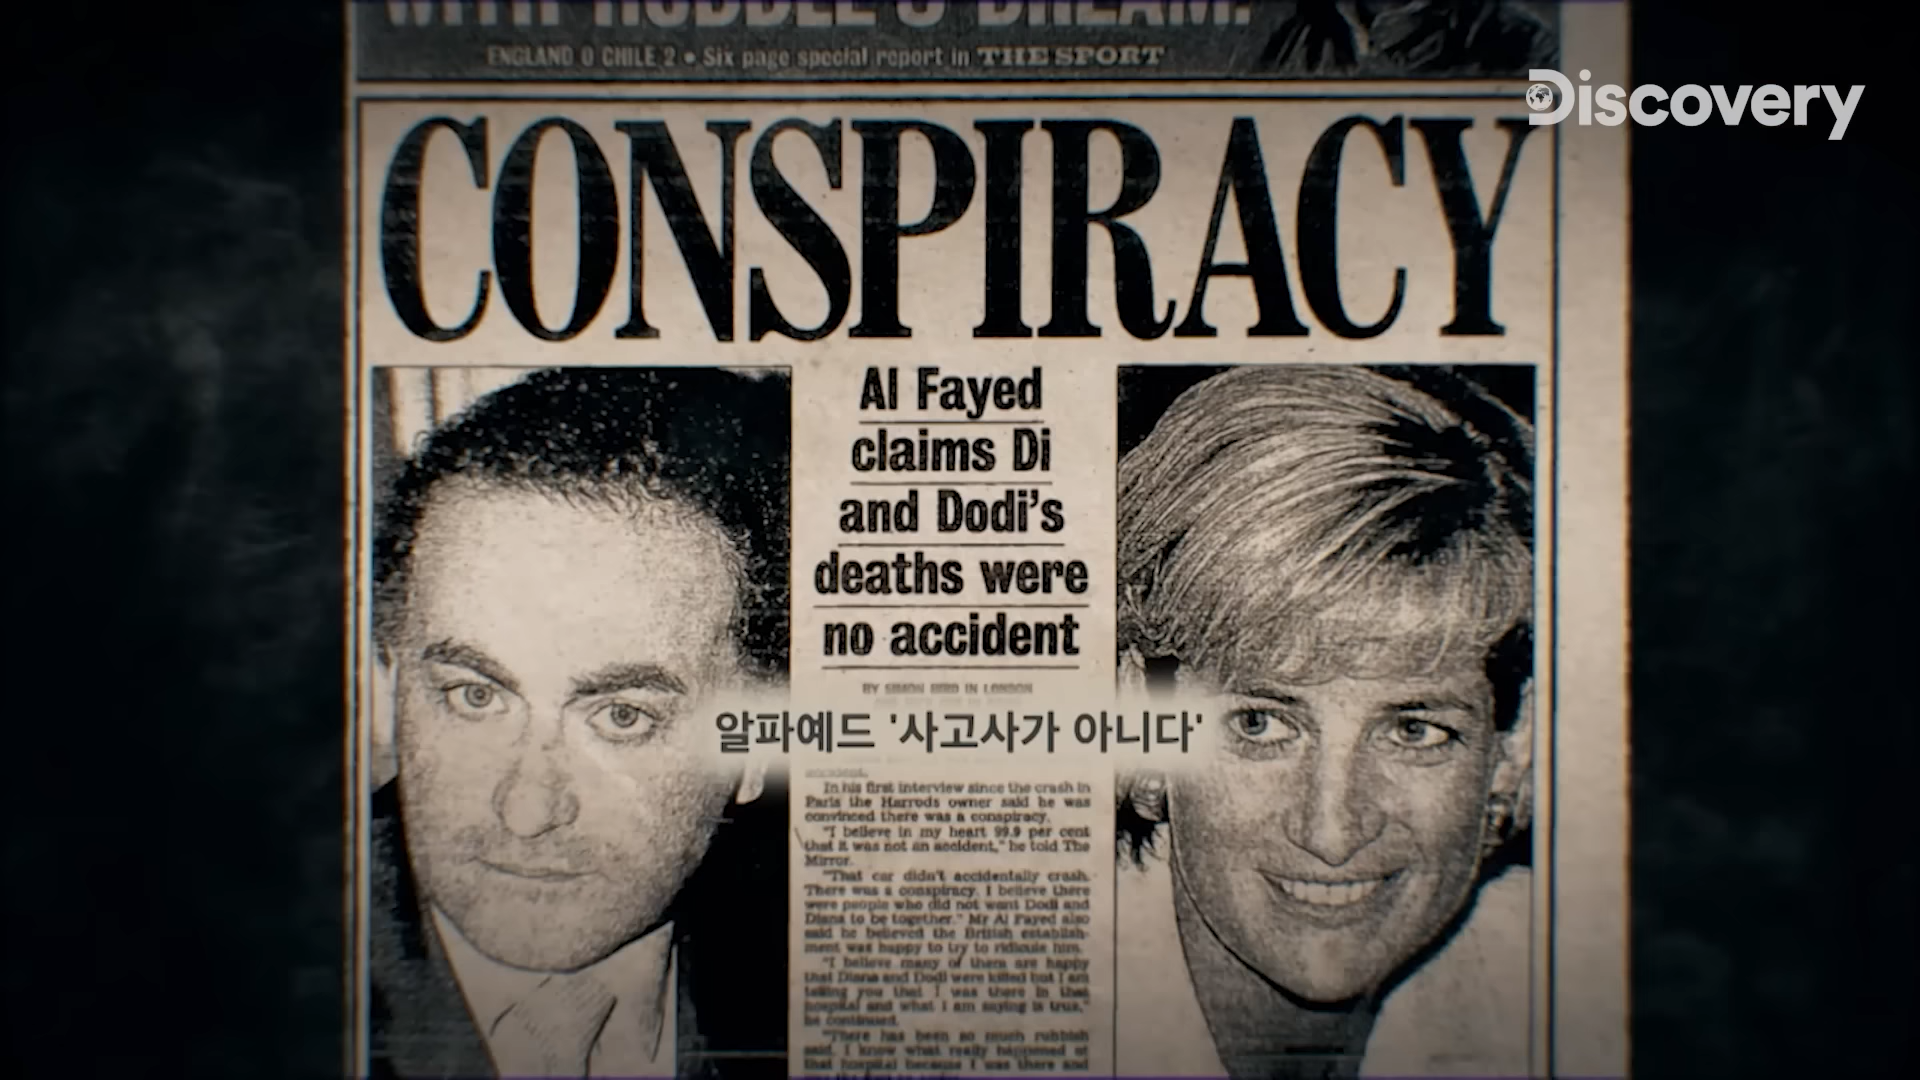 ENGLAND 0 CHILE 2 • Six page special report in THE SPORT
Discovery
CONSPIRACY
Al Fayed
claims Di
and Dodi's
deaths were
no accident
BY SIMON BIRD IN LONDON
알파예드 '사고사가 아니다'
accident.
In his first interview since the crash in
Paris the Harrods owner said he was
convinced there was a conspiracy.
"I believe in my heart 99.9 per cent
that it was not an accident," he told The
Mirror.
"That car didn't accidentally crash.
There was a conspiracy. I believe there
were people who did not want Dodi and
Diana to be together." Mr Al Fayed also
said he believed the British establish-
ment was happy to try to ridicule him.
"I believe many of them are happy
that Diana and Dodi were killed but I am
telling you that I was there in that
hospital and what I am saying is true,"
he continued.
"There has been so much rubbish
said. I know what really happened at
that hospital because I was there and